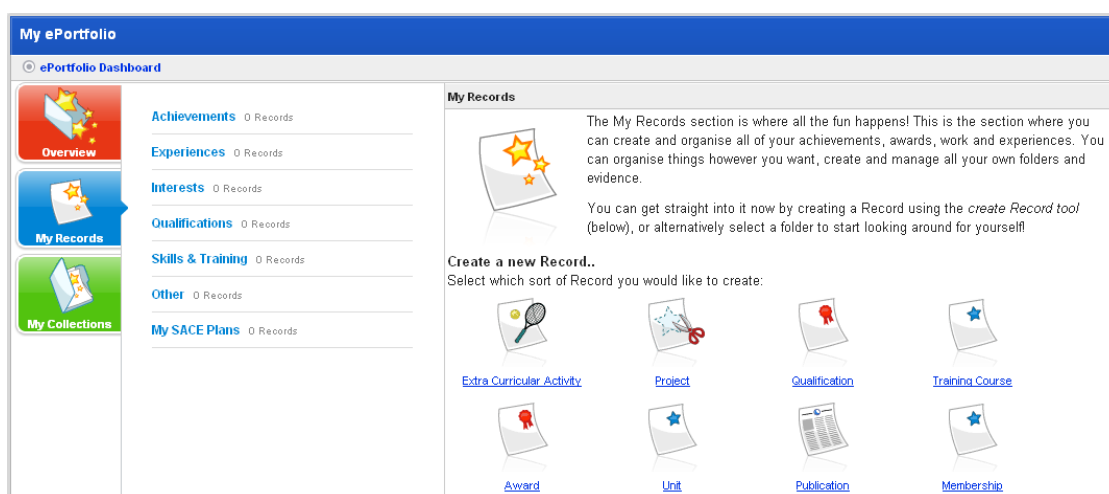 My ePortfolio
ePortfolio Dashboard
Overview
My Records
My Collections
Achievements 0 Records
Experiences 0 Records
Interests 0 Records
Qualifications 0 Records
Skills & Training 0 Records
Other 0 Records
My SACE Plans 0 Records
My Records
The My Records section is where all the fun happens! This is the section where you
can create and organise all of your achievements, awards, work and experiences. You
can organise things however you want, create and manage all your own folders and
evidence.
You can get straight into it now by creating a Record using the create Record tool
(below), or alternatively select a folder to start looking around for yourself!
Create a new Record..
Select which sort of Record you would like to create:
Extra Curricular Activity Project Qualification Training Course
Award Unit Publication Membership